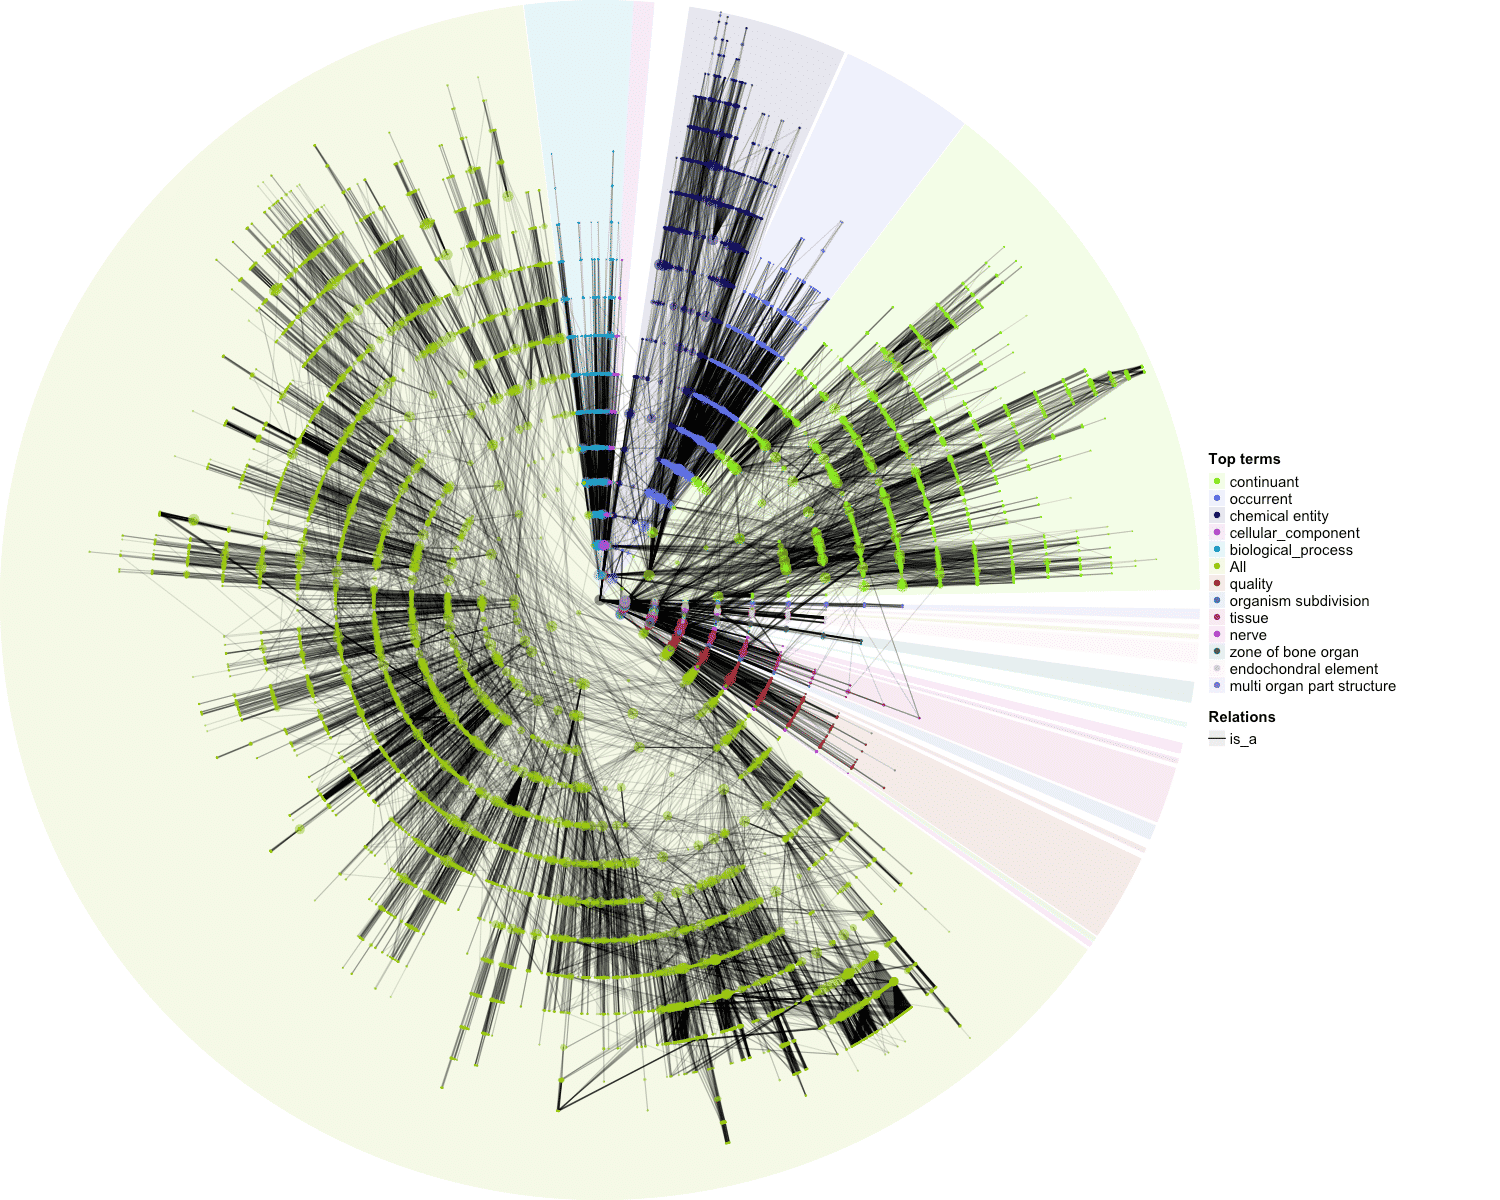 Top terms
continuant
occurrent
chemical entity
cellular_component
biological_process
All
quality
organism subdivision
tissue
nerve
zone of bone organ
endochondral element
multi organ part structure
Relations
is_a